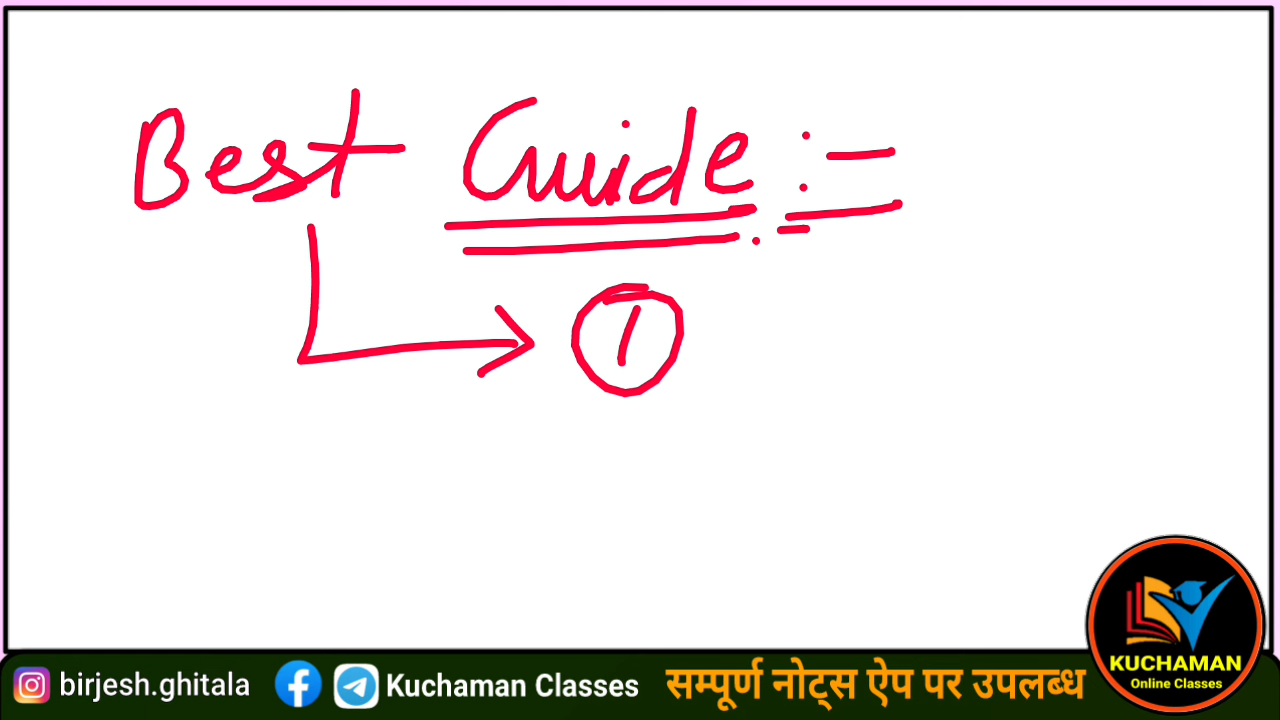 Best Guide :-
1
birjesh.ghitala Kuchaman Classes सम्पूर्ण नोट्स ऐप पर उपलब्ध
KUCHAMAN
Online Classes